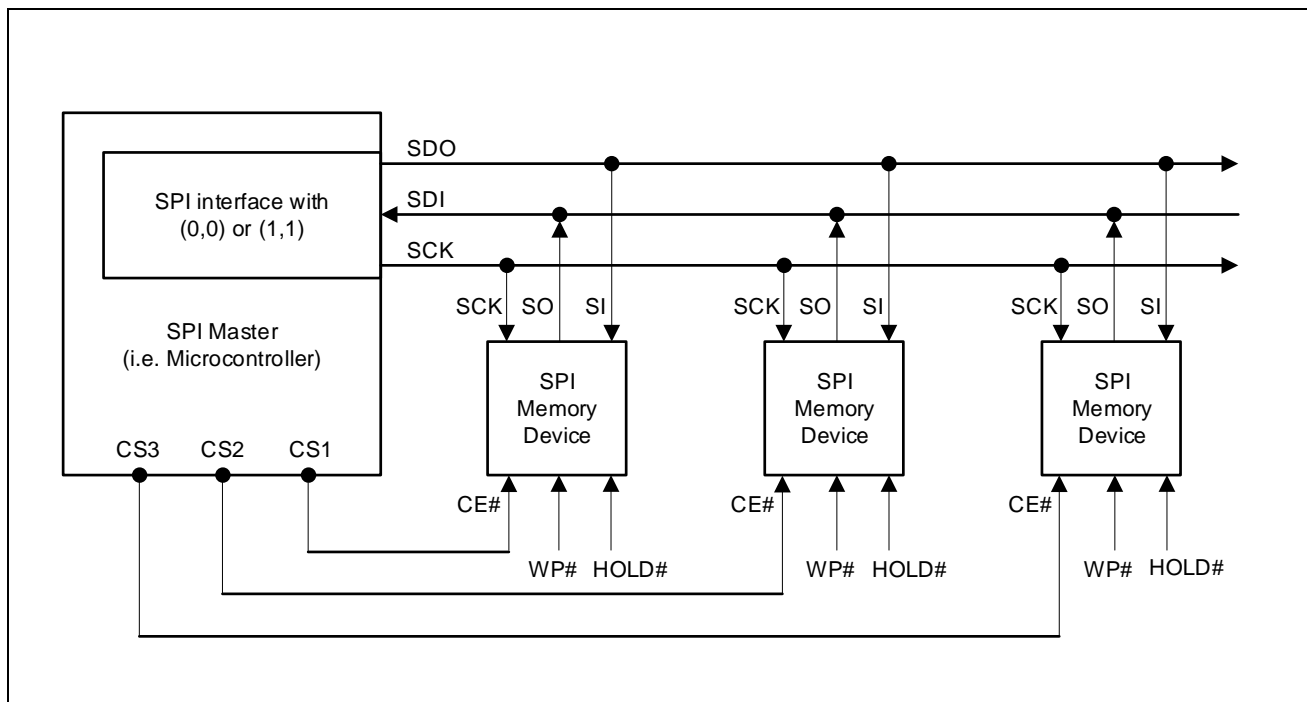 SDO
SDI
SCK
SPI interface with
(0,0) or (1,1)
SPI Master
(i.e. Microcontroller)
CS3 CS2 CS1
SCK SO SI
SPI
Memory
Device
CE#
WP# HOLD#
SCK SO SI
SPI
Memory
Device
CE#
WP# HOLD#
SCK SO SI
SPI
Memory
Device
CE#
WP# HOLD#